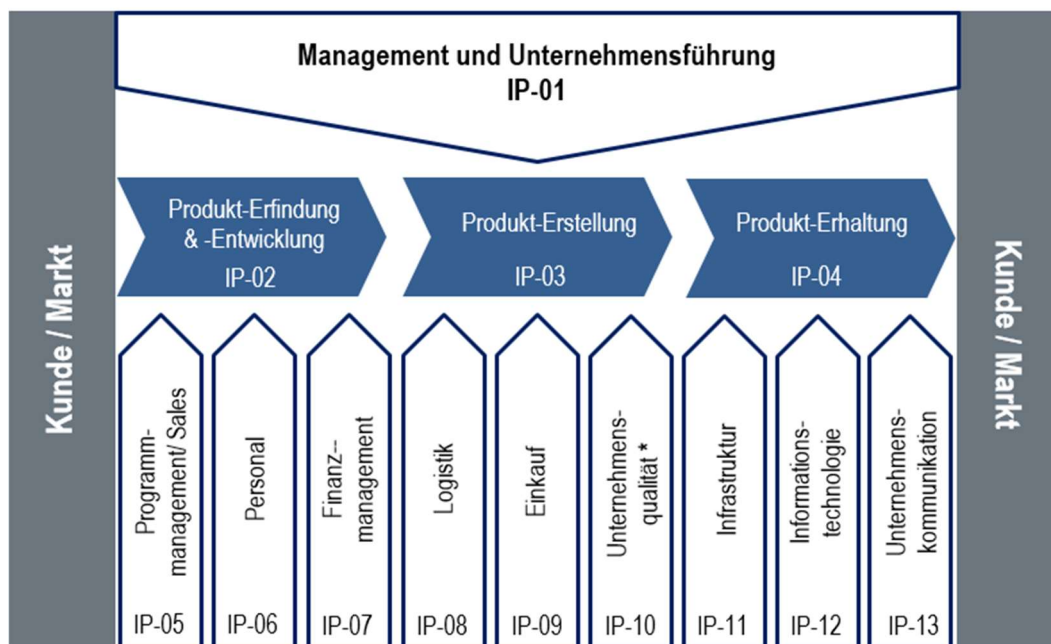 Management und Unternehmensführung
IP-01
Kunde / Markt
Produkt-Erfindung
& -Entwicklung
IP-02
Produkt-Erstellung
IP-03
Produkt-Erhaltung
IP-04
Kunde / Markt
Programm-
management/ Sales
IP-05
Personal
IP-06
Finanz--
management
IP-07
Logistik
IP-08
Einkauf
IP-09
Unternehmens-
qualität *
IP-10
Infrastruktur
IP-11
Informations-
technologie
IP-12
Unternehmens-
kommunikation
IP-13